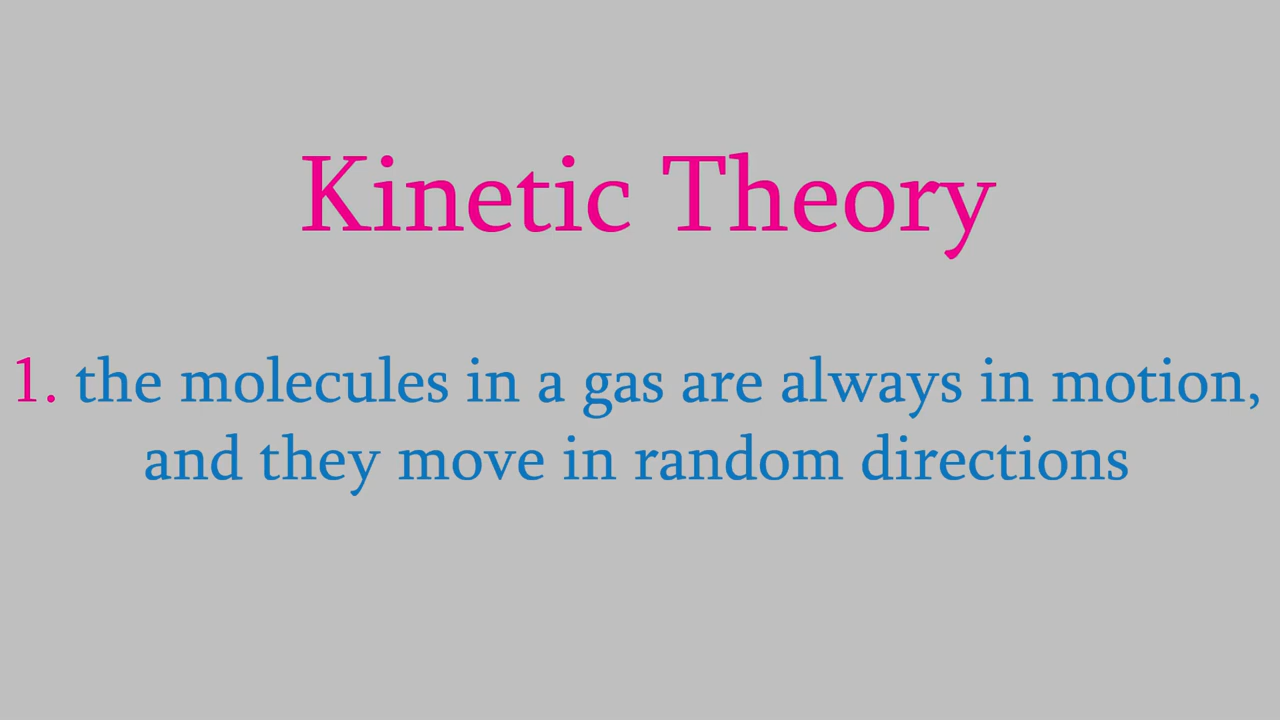 Kinetic Theory
1. the molecules in a gas are always in motion,
and they move in random directions